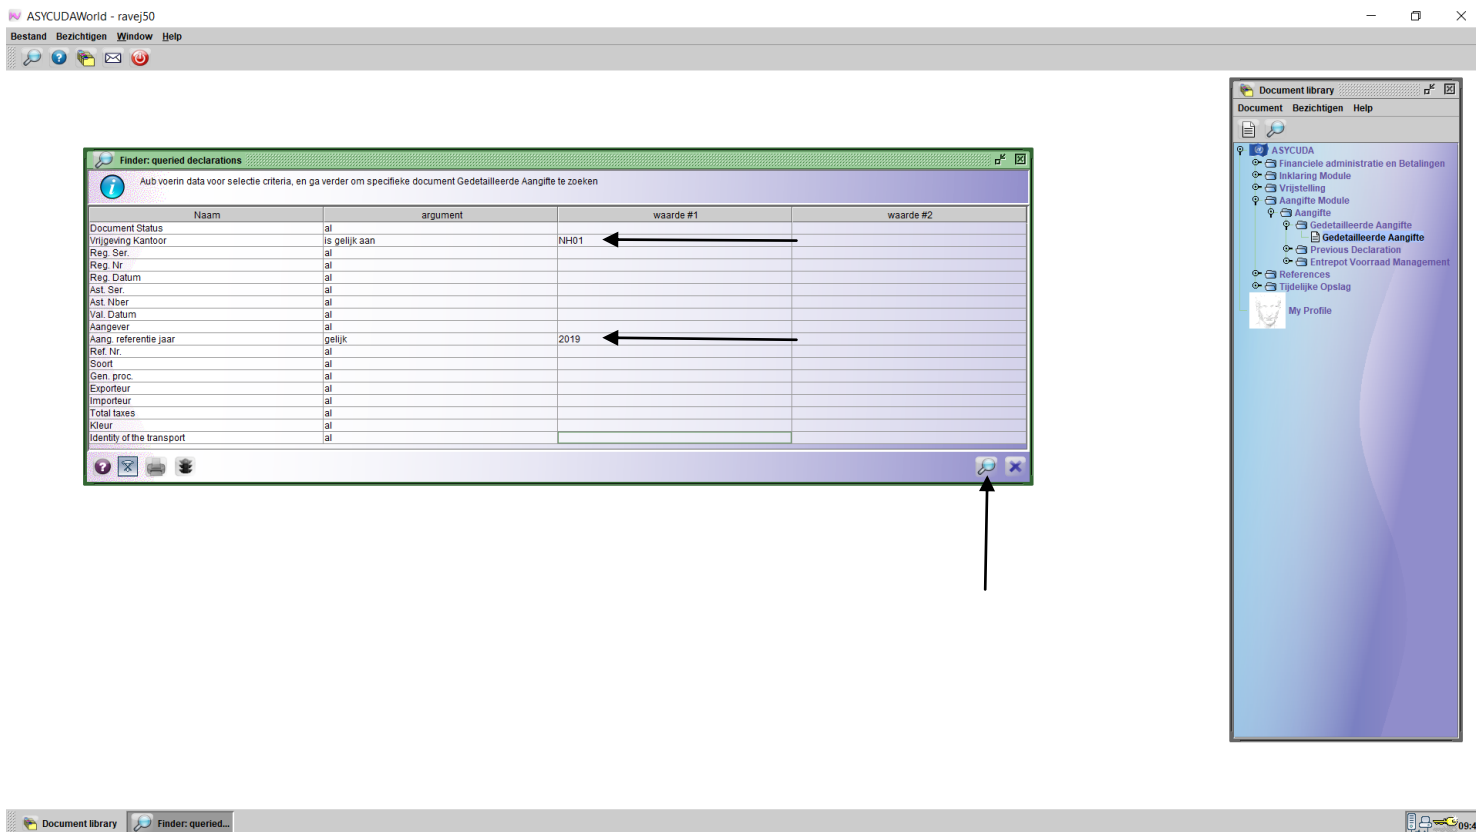 ASYCUDAWorld - ravej50
Bestand Bezichtigen Window Help
Document library
Document Bezichtigen Help
ASYCUDA
Financiele administratie en Betalingen
Inklaring Module
Vrijstelling
Aangifte Module
Aangifte
Gedetailleerde Aangifte
Gedetailleerde Aangifte
Previous Declaration
Entrepot Voorraad Management
References
Tijdelijke Opslag
My Profile
Finder: queried declarations
Aub voerin data voor selectie criteria, en ga verder om specifieke document Gedetailleerde Aangifte te zoeken
Naam argument waarde #1 waarde #2
Document Status al
Vrijgeving Kantoor is gelijk aan NH01
Reg. Ser. al
Reg. Nr al
Reg. Datum al
Ast. Ser. al
Ast. Nber al
Val. Datum al
Aangever al
Aang. referentie jaar gelijk 2019
Ref. Nr. al
Soort al
Gen. proc. al
Exporteur al
Importeur al
Total taxes al
Kleur al
Identity of the transport al
Document library Finder: queried...